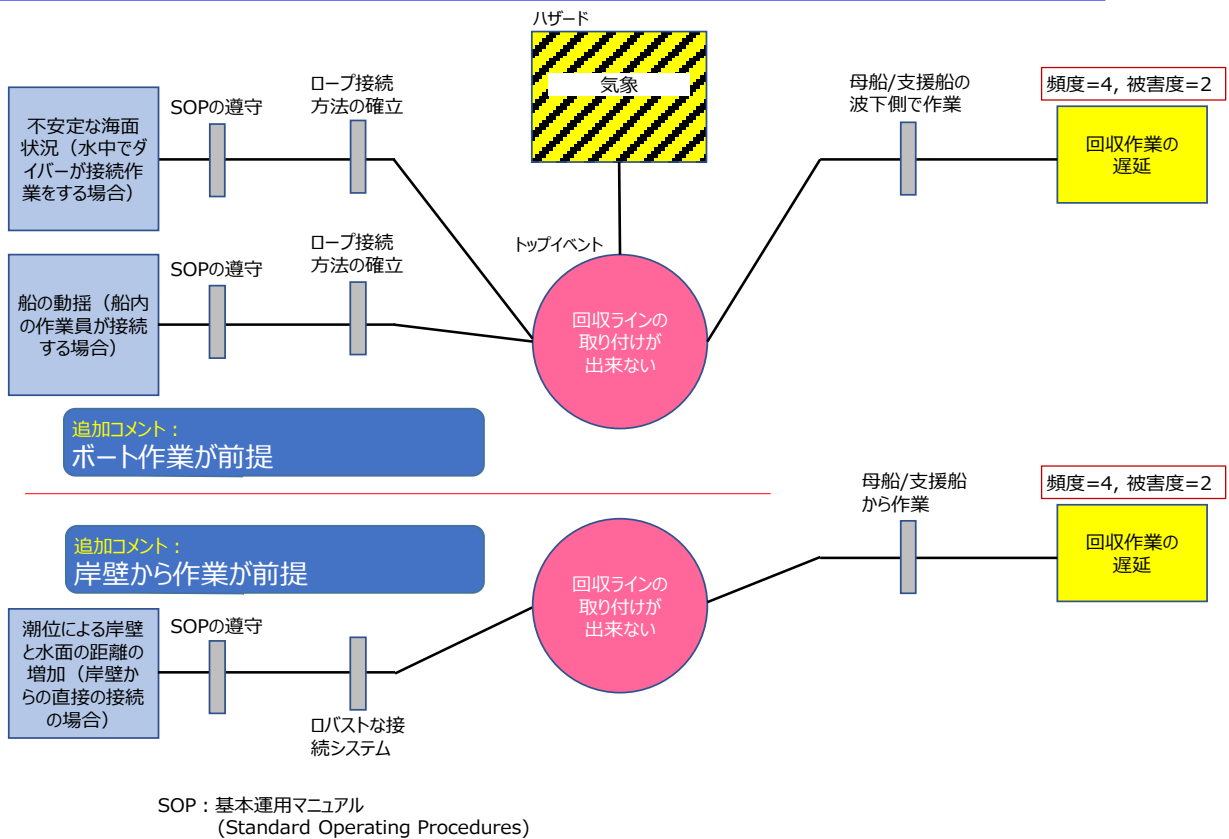 ハザード
気象
不安定な海面
状況（水中でダ
イバーが接続作
業をする場合）
SOPの遵守
ロープ接続
方法の確立
母船/支援船の
波下側で作業
頻度=4, 被害度=2
回収作業の
遅延
トップイベント
船の動揺（船内
の作業員が接続
する場合）
SOPの遵守
ロープ接続
方法の確立
回収ラインの
取り付けが
出来ない
追加コメント：
ボート作業が前提
追加コメント：
岸壁から作業が前提
潮位による岸壁
と水面の距離の
増加（岸壁か
らの直接の接続
の場合）
SOPの遵守
ロバストな接
続システム
回収ラインの
取り付けが
出来ない
母船/支援船
から作業
頻度=4, 被害度=2
回収作業の
遅延
SOP：基本運用マニュアル
(Standard Operating Procedures)